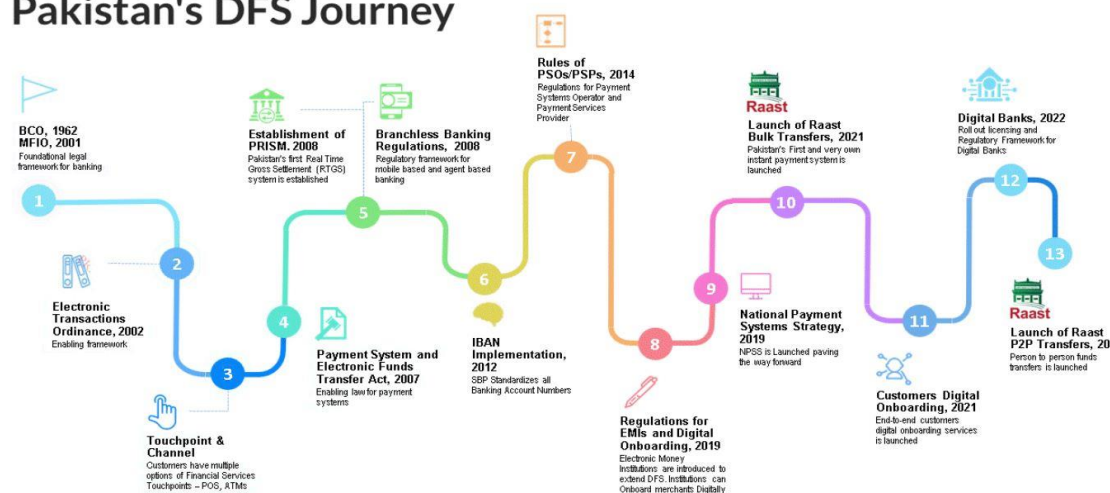 Pakistan's DFS Journey
BCO, 1962
MFIO, 2001
Foundational legal
framework for banking
1
2
Electronic
Transactions
Ordinance, 2002
Enabling framework
3
Touchpoint &
Channel
Customers have multiple
options of Financial Services
Touchpoints – POS, ATMs
4
Payment System and
Electronic Funds
Transfer Act, 2007
Enabling law for payment
systems
Establishment of
PRISM. 2008
Pakistan's first Real Time
Gross Settlement (RTGS)
system is established
Branchless Banking
Regulations, 2008
Regulatory framework for
mobile based and agent based
banking
5
6
IBAN
Implementation,
2012
SBP Standardizes all
Banking Account Numbers
Rules of
PSOs/PSPs, 2014
Regulations for Payment
Systems Operator and
Payment Services
Provider
7
8
Regulations for
EMIs and Digital
Onboarding, 2019
Electronic Money
Institutions are introduced to
extend DFS. Institutions can
Onboard merchants Digitally
9
National Payment
Systems Strategy,
2019
NPSS is Launched paving
the way forward
Raast
Launch of Raast
Bulk Transfers, 2021
Pakistan's First and very own
instant payment system is
launched
10
11
Customers Digital
Onboarding, 2021
End-to-end customers
digital onboarding services
is launched
Digital Banks, 2022
Roll out licensing and
Regulatory Framework for
Digital Banks
12
13
Raast
Launch of Raast
P2P Transfers, 20
Person to person funds
transfers is launched